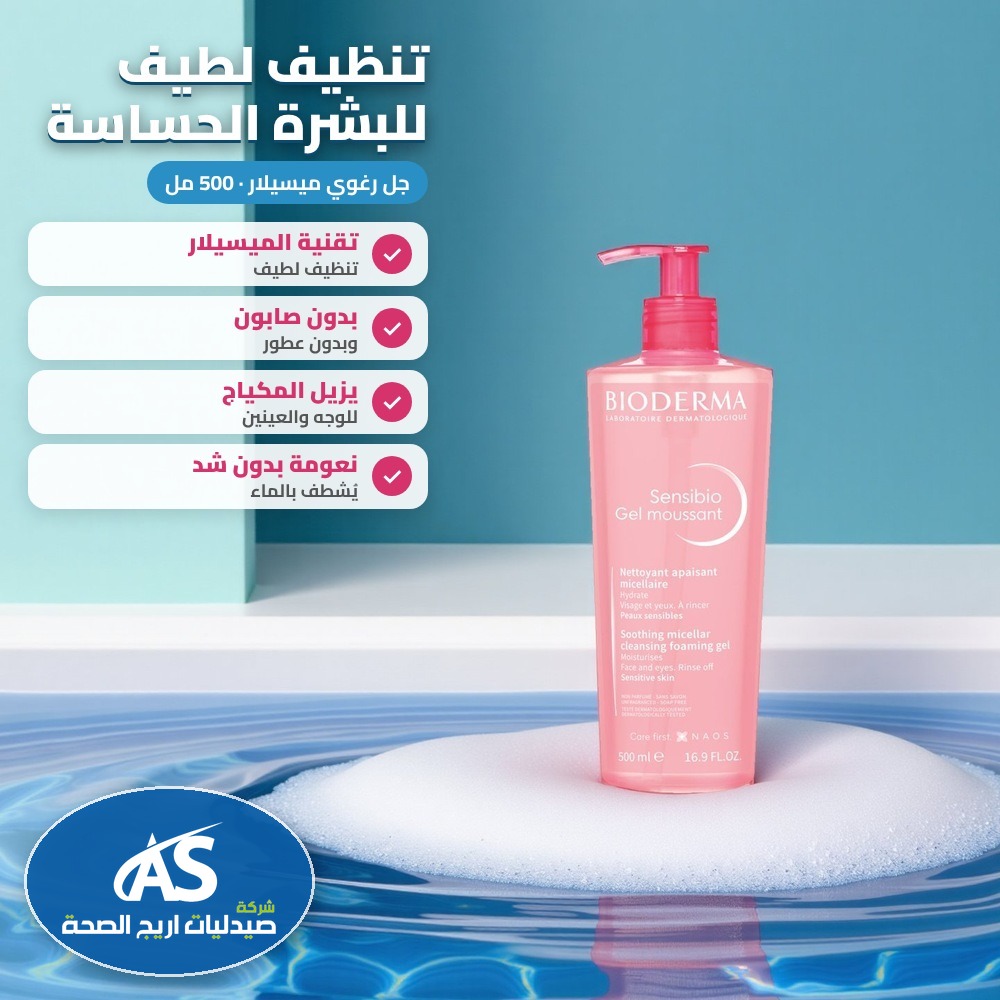 تنظيف لطيف
للبشرة الحساسة
جل رغوي ميسيلار · 500 مل
تقنية الميسيلار
تنظيف لطيف
بدون صابون
وبدون عطور
يزيل المكياج
للوجه والعينين
نعومة بدون شد
يُشطف بالماء
BIODERMA
LABORATOIRE DERMATOLOGIQUE
Sensibio
Gel moussant
Nettoyant apaisant
micellaire
Hydrate
Visage et yeux. A rincer
Peaux sensibles
Soothing micellar
cleansing foaming gel
Moisturises
Face and eyes. Rinse off
Sensitive skin
Care first NAOS
500 ml ℮ 16.9 FL.OZ.
AS
شركة
صيدليات اريج الصحة